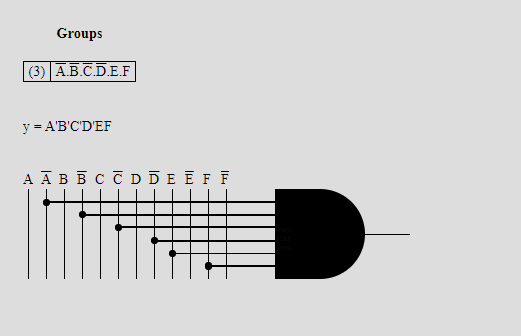 Groups
(3) A̅.B̅.C̅.D̅.E.F
y = A'B'C'D'EF
A A̅ B B̅ C C̅ D D̅ E E̅ F F̅